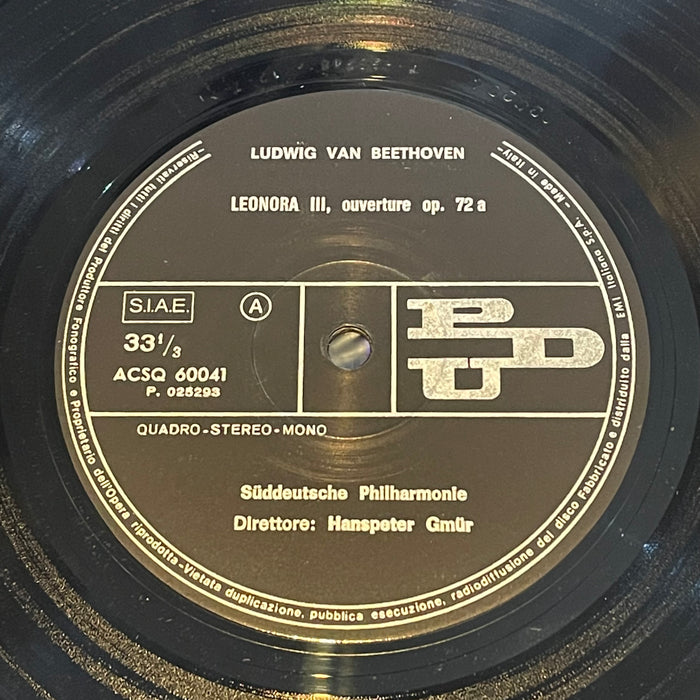 LUDWIG VAN BEETHOVEN
LEONORA III, ouverture op. 72 a
S.I.A.E.
A
33 1/3
ACSQ 60041
P. 025293
PDU
QUADRO-STEREO-MONO
Süddeutsche Philharmonie
Direttore: Hanspeter Gmür
-Riservati tutti i diritti del Produttore Fonografico e Proprietario dell'Opera riprodotta-Vietata duplicazione, pubblica esecuzione, radiodiffusione del disco Fabbricato e distribuito dalla EMI Italiana S.p.A. - Made in Italy-